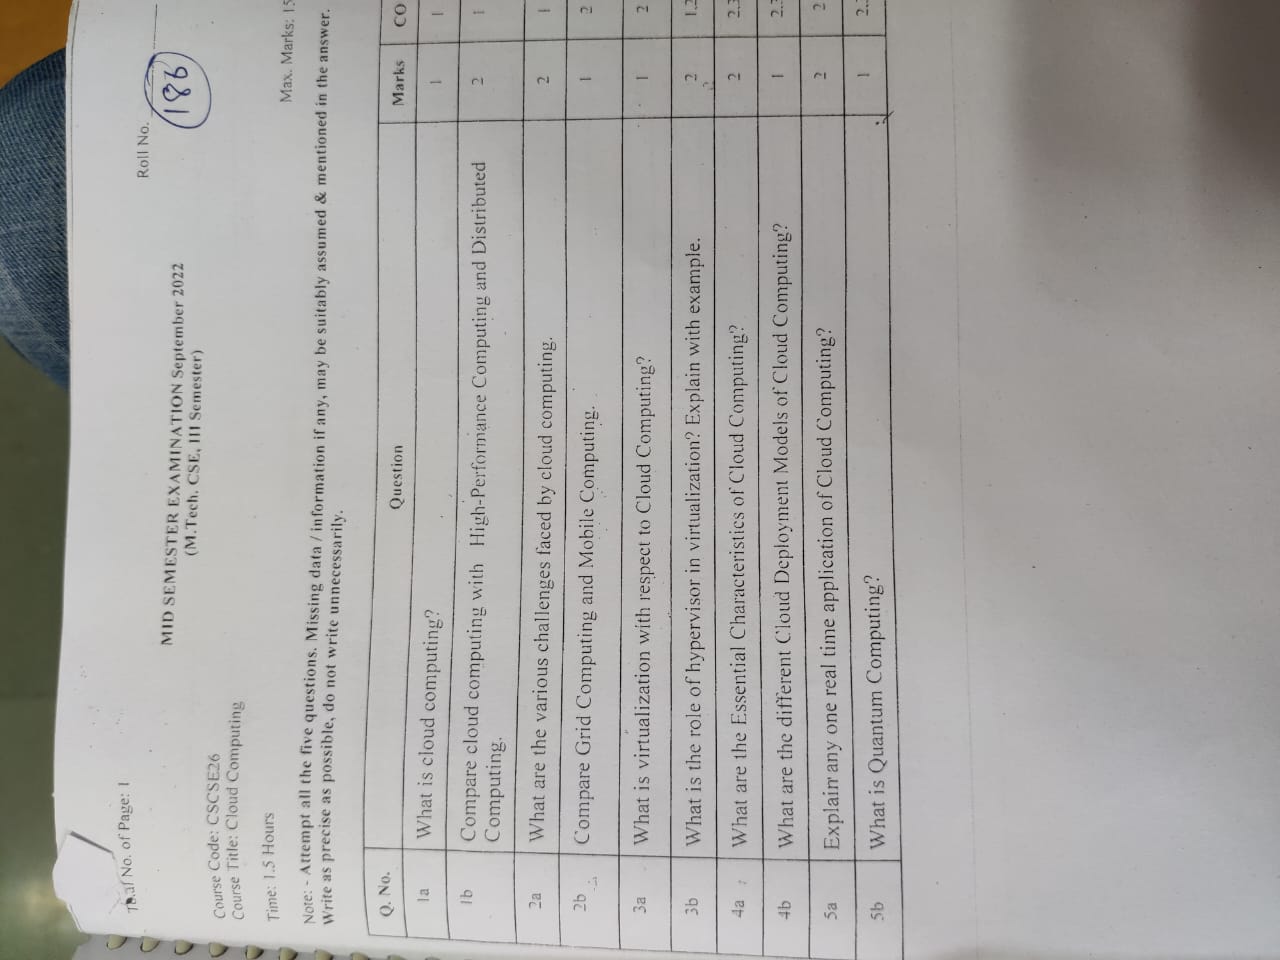 Total No. of Page: 1
Roll No.
186
MID SEMESTER EXAMINATION September 2022
(M.Tech. CSE, III Semester)
Course Code: CSCSE26
Course Title: Cloud Computing
Time: 1.5 Hours
Max. Marks: 15
Note: - Attempt all the five questions. Missing data / information if any, may be suitably assumed & mentioned in the answer.
Write as precise as possible, do not write unnecessarily.
Q. No. Question Marks CO
1a What is cloud computing? 1 1
1b Compare cloud computing with High-Performance Computing and Distributed 2 1
Computing.
2a What are the various challenges faced by cloud computing. 2 1
2b Compare Grid Computing and Mobile Computing. 1 2
3a What is virtualization with respect to Cloud Computing? 1 2
3b What is the role of hypervisor in virtualization? Explain with example. 2 1,2
4a What are the Essential Characteristics of Cloud Computing? 2
4b What are the different Cloud Deployment Models of Cloud Computing? 1
5a Explain any one real time application of Cloud Computing? 2 2
5b What is Quantum Computing? 1